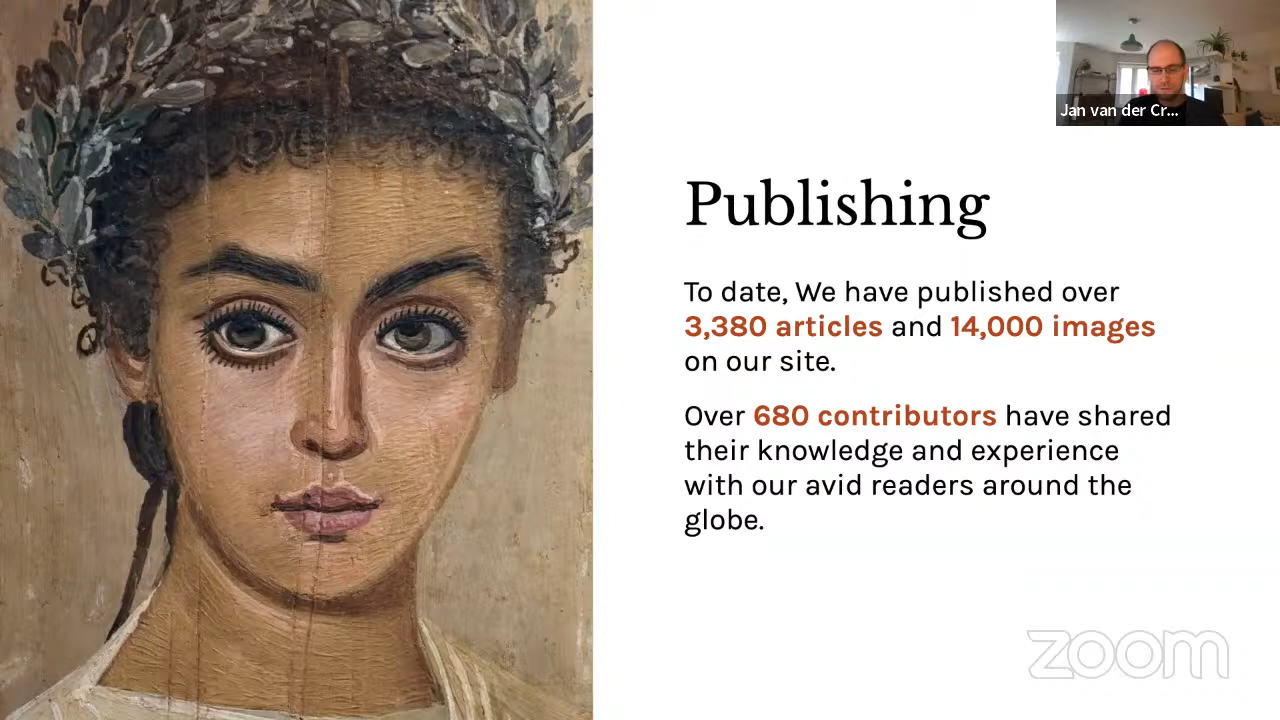 Jan van der Cr...
Publishing
To date, We have published over
3,380 articles and 14,000 images
on our site.
Over 680 contributors have shared
their knowledge and experience
with our avid readers around the
globe.
zoom